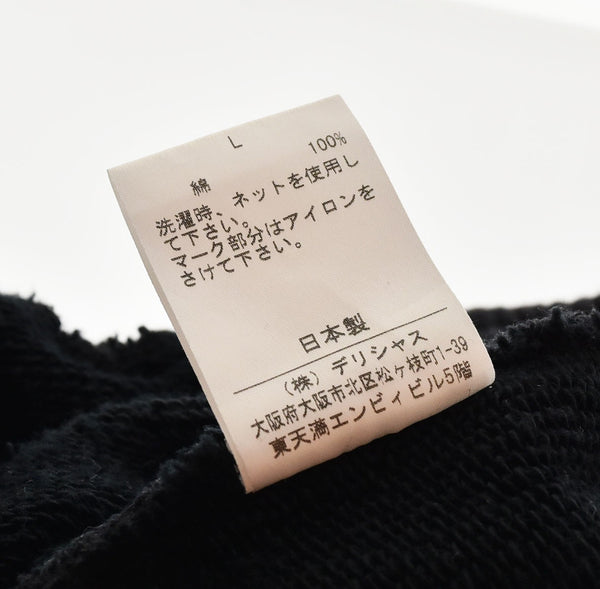 L
綿 100%
洗濯時、ネットを使用し
て下さい。
マーク部分はアイロンを
さけて下さい。
日本製
(株) デリシャス
大阪府大阪市北区松ヶ枝町1-39
東天満エンビィビル5階